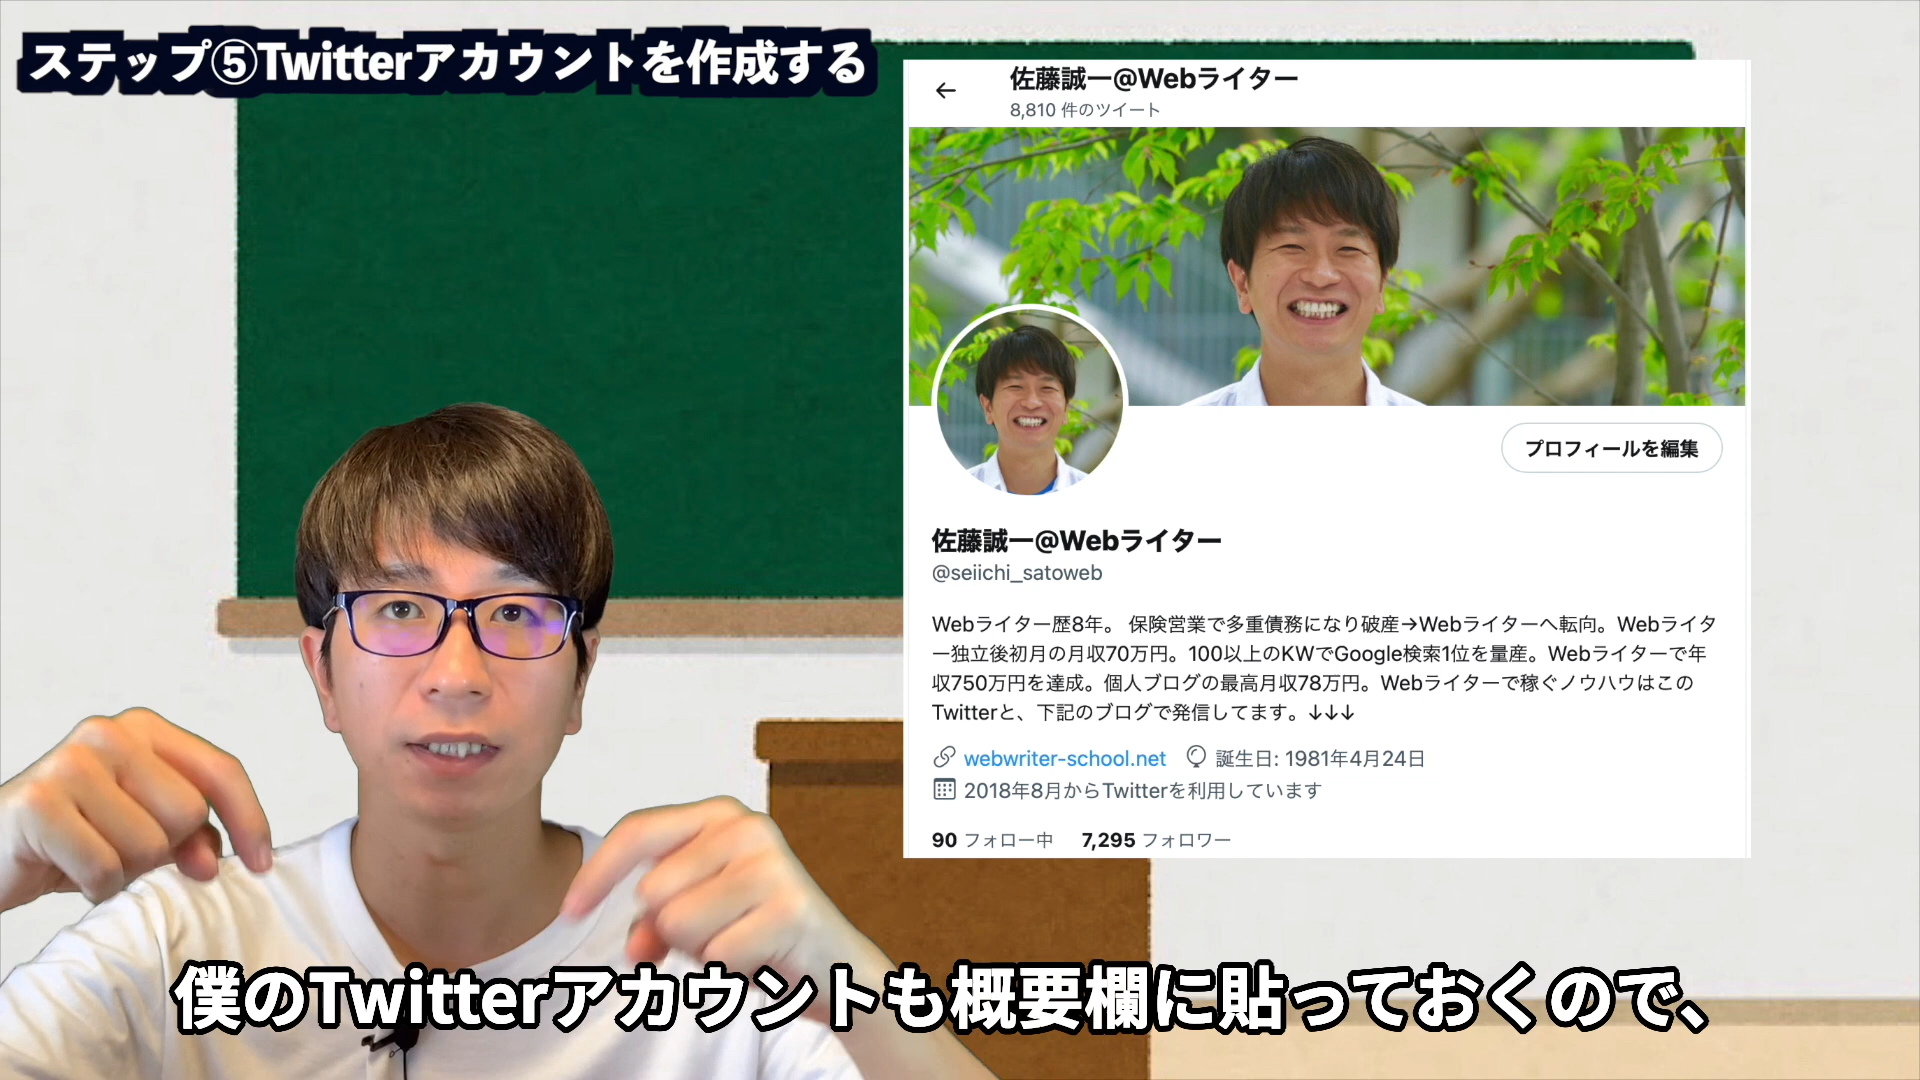 ステップ⑤Twitterアカウントを作成する
佐藤誠一@Webライター
8,810 件のツイート
プロフィールを編集
佐藤誠一@Webライター
@seiichi_satoweb
Webライター歴8年。 保険営業で多重債務になり破産→Webライターへ転向。Webライタ
ー独立後初月の月収70万円。100以上のKWでGoogle検索1位を量産。Webライターで年
収750万円を達成。個人ブログの最高月収78万円。Webライターで稼ぐノウハウはこの
Twitterと、下記のブログで発信してます。↓↓↓
webwriter-school.net 誕生日: 1981年4月24日
2018年8月からTwitterを利用しています
90 フォロー中 7,295 フォロワー
僕のTwitterアカウントも概要欄に貼っておくので、